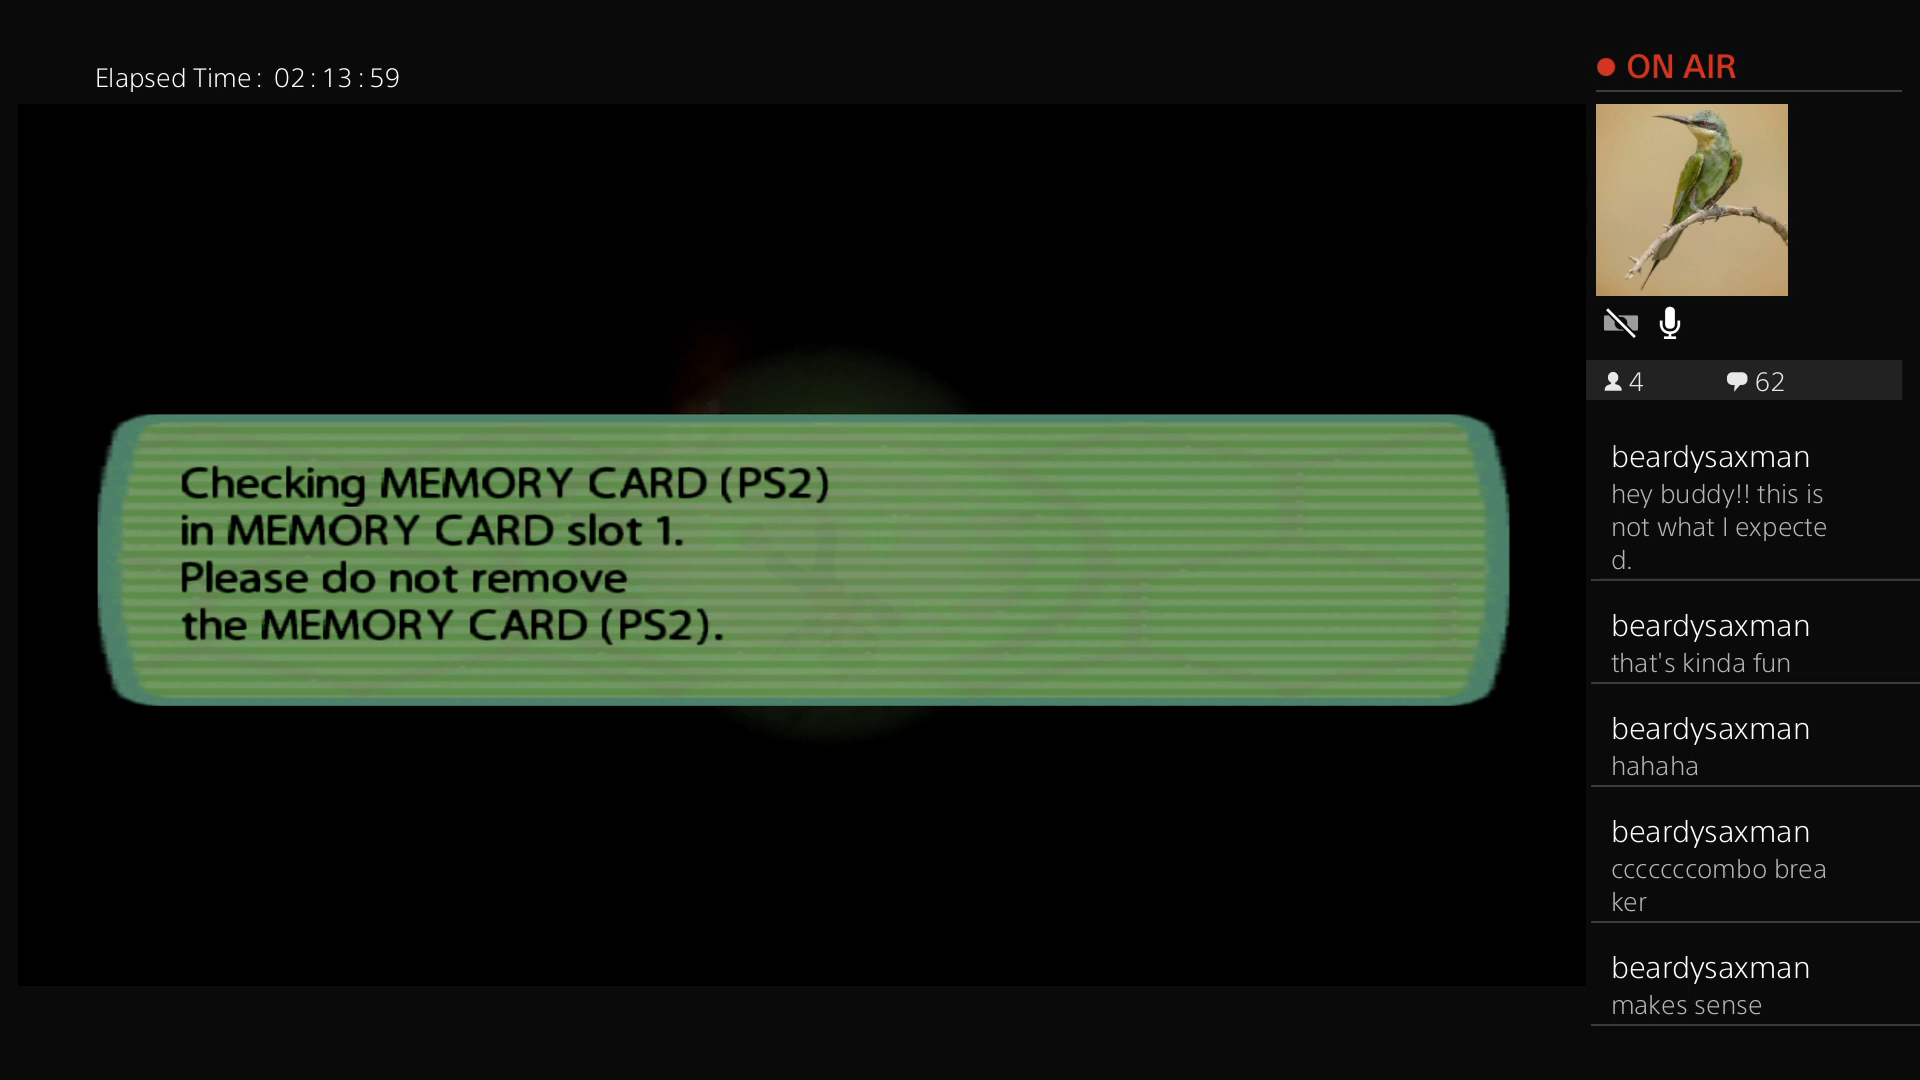 Elapsed Time: 02:13:59
ON AIR
Checking MEMORY CARD (PS2)
in MEMORY CARD slot 1.
Please do not remove
the MEMORY CARD (PS2).
4 62
beardysaxman
hey buddy!! this is
not what I expecte
d.
beardysaxman
that's kinda fun
beardysaxman
hahaha
beardysaxman
cccccccombo brea
ker
beardysaxman
makes sense